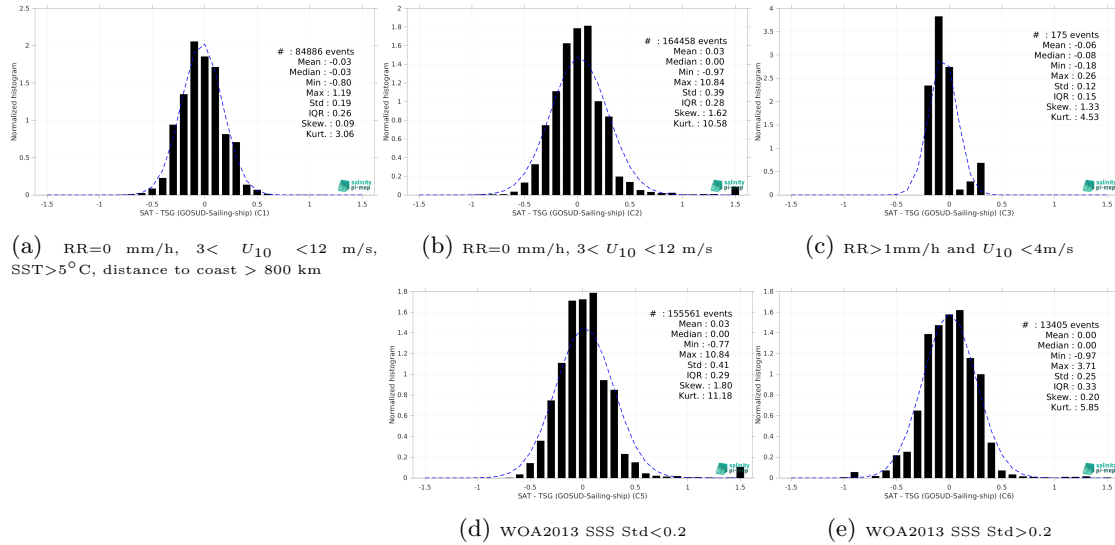 2.5
2
1.5
1
0.5
0
Normalized histogram
# : 84886 events
Mean : -0.03
Median : -0.03
Min : -0.80
Max : 1.19
Std : 0.19
IQR : 0.26
Skew. : 0.09
Kurt. : 3.06
salinity
pi-mep
-1.5 -1 -0.5 0 0.5 1 1.5
SAT - TSG (GOSUD-Sailing-ship) (C1)
(a) RR=0 mm/h, 3< U10 <12 m/s,
SST>5°C, distance to coast > 800 km
2
1.8
1.6
1.4
1.2
1
0.8
0.6
0.4
0.2
0
Normalized histogram
# : 164458 events
Mean : 0.03
Median : 0.00
Min : -0.97
Max : 10.84
Std : 0.39
IQR : 0.28
Skew. : 1.62
Kurt. : 10.58
salinity
pi-mep
-1.5 -1 -0.5 0 0.5 1 1.5
SAT - TSG (GOSUD-Sailing-ship) (C2)
(b) RR=0 mm/h, 3< U10 <12 m/s
4
3.5
3
2.5
2
1.5
1
0.5
0
Normalized histogram
# : 175 events
Mean : -0.06
Median : -0.08
Min : -0.18
Max : 0.26
Std : 0.12
IQR : 0.15
Skew. : 1.33
Kurt. : 4.53
salinity
pi-mep
-1.5 -1 -0.5 0 0.5 1 1.5
SAT - TSG (GOSUD-Sailing-ship) (C3)
(c) RR>1mm/h and U10 <4m/s
1.8
1.6
1.4
1.2
1
0.8
0.6
0.4
0.2
0
Normalized histogram
# : 155561 events
Mean : 0.03
Median : 0.00
Min : -0.77
Max : 10.84
Std : 0.41
IQR : 0.29
Skew. : 1.80
Kurt. : 11.18
salinity
pi-mep
-1.5 -1 -0.5 0 0.5 1 1.5
SAT - TSG (GOSUD-Sailing-ship) (C5)
(d) WOA2013 SSS Std<0.2
1.8
1.6
1.4
1.2
1
0.8
0.6
0.4
0.2
0
Normalized histogram
# : 13405 events
Mean : 0.00
Median : 0.00
Min : -0.97
Max : 3.71
Std : 0.25
IQR : 0.33
Skew. : 0.20
Kurt. : 5.85
salinity
pi-mep
-1.5 -1 -0.5 0 0.5 1 1.5
SAT - TSG (GOSUD-Sailing-ship) (C6)
(e) WOA2013 SSS Std>0.2